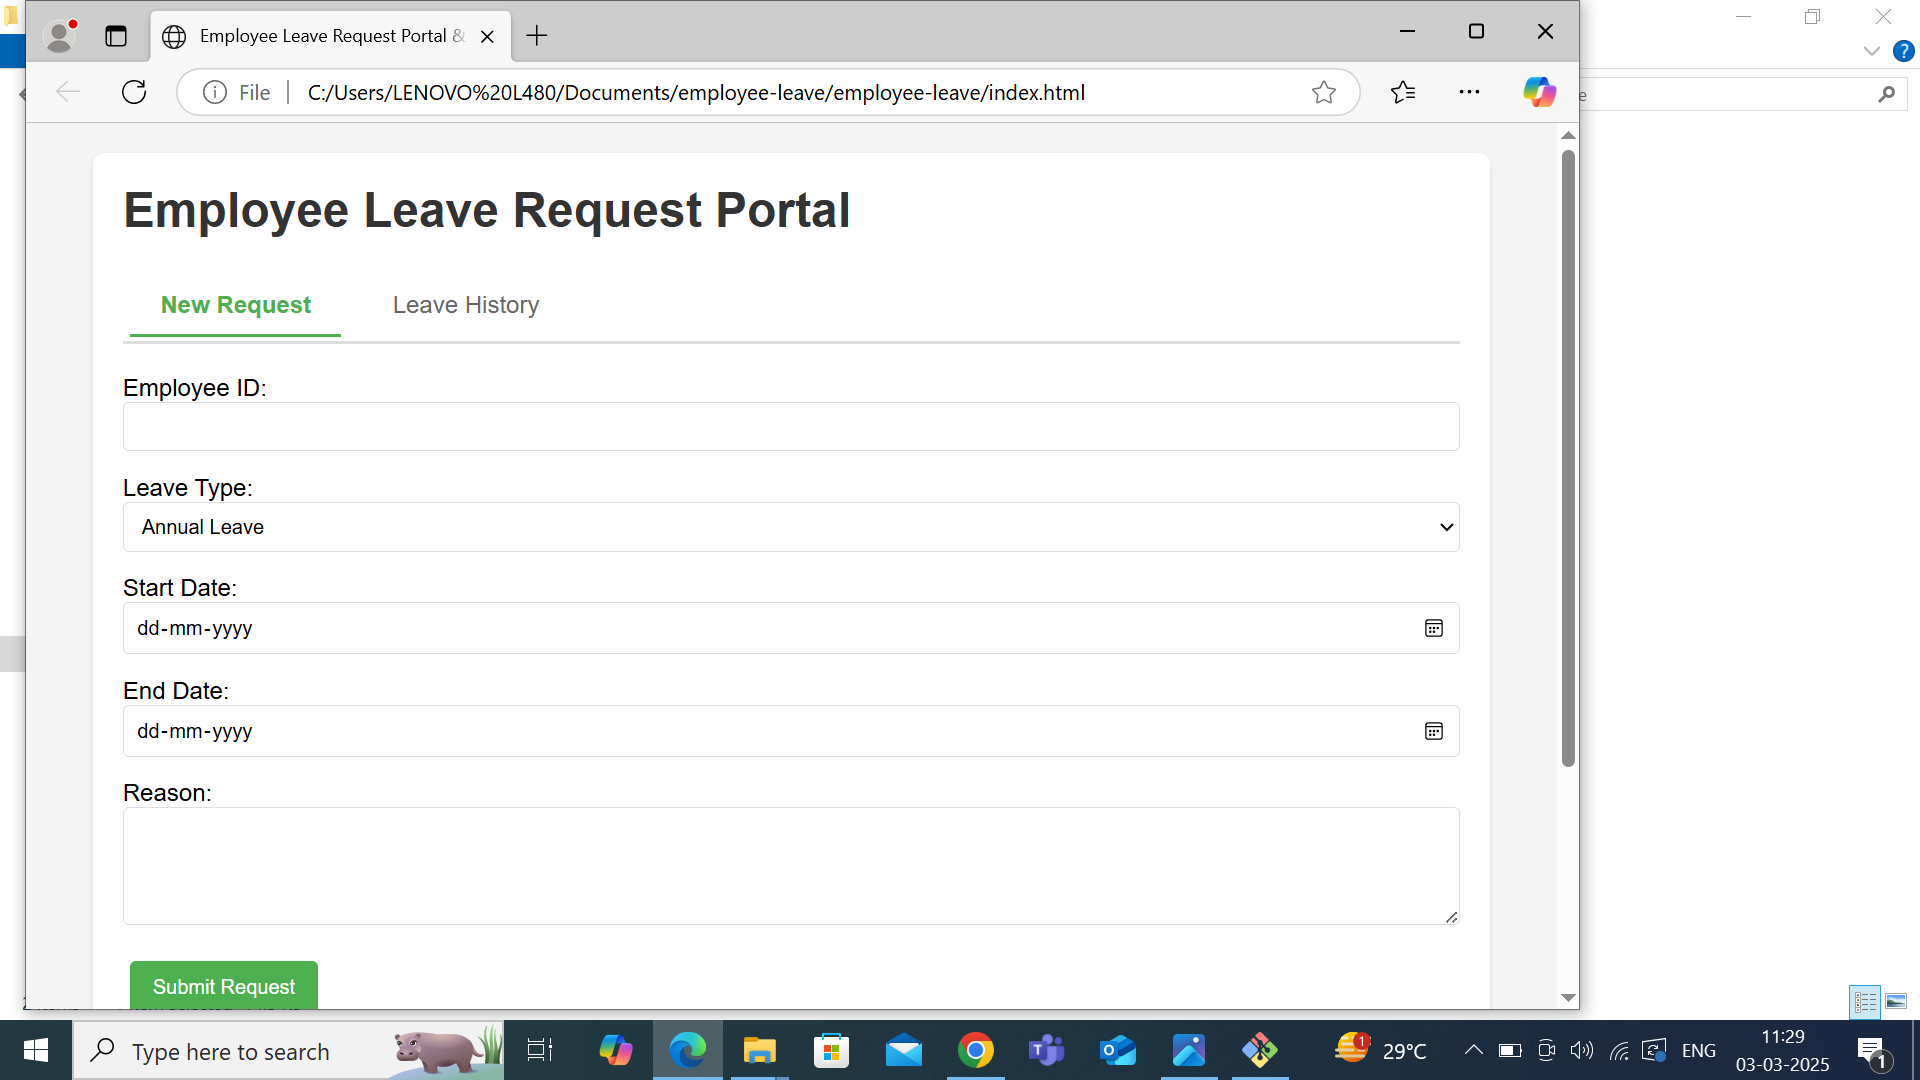 Employee Leave Request Portal &
File
C:/Users/LENOVO%20L480/Documents/employee-leave/employee-leave/index.html
Employee Leave Request Portal
New Request
Leave History
Employee ID:
Leave Type:
Annual Leave
Start Date:
dd-mm-yyyy
End Date:
dd-mm-yyyy
Reason:
Submit Request
Type here to search
1
29°C
ENG
11:29
03-03-2025
1